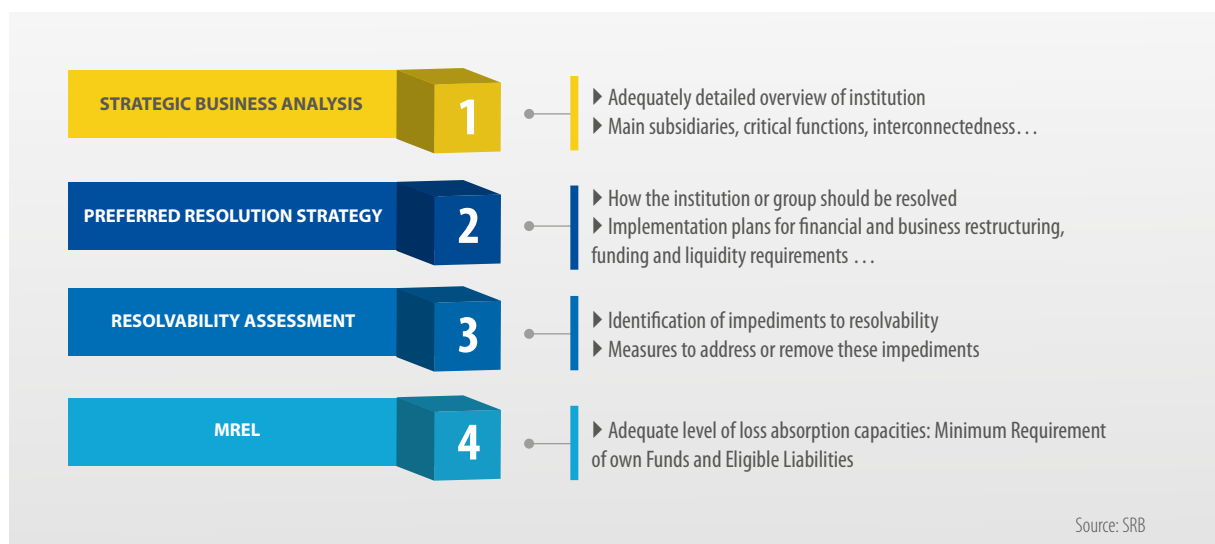 STRATEGIC BUSINESS ANALYSIS
1
▶ Adequately detailed overview of institution
▶ Main subsidiaries, critical functions, interconnectedness…
PREFERRED RESOLUTION STRATEGY
2
▶ How the institution or group should be resolved
▶ Implementation plans for financial and business restructuring,
funding and liquidity requirements …
RESOLVABILITY ASSESSMENT
3
▶ Identification of impediments to resolvability
▶ Measures to address or remove these impediments
MREL
4
▶ Adequate level of loss absorption capacities: Minimum Requirement
of own Funds and Eligible Liabilities
Source: SRB